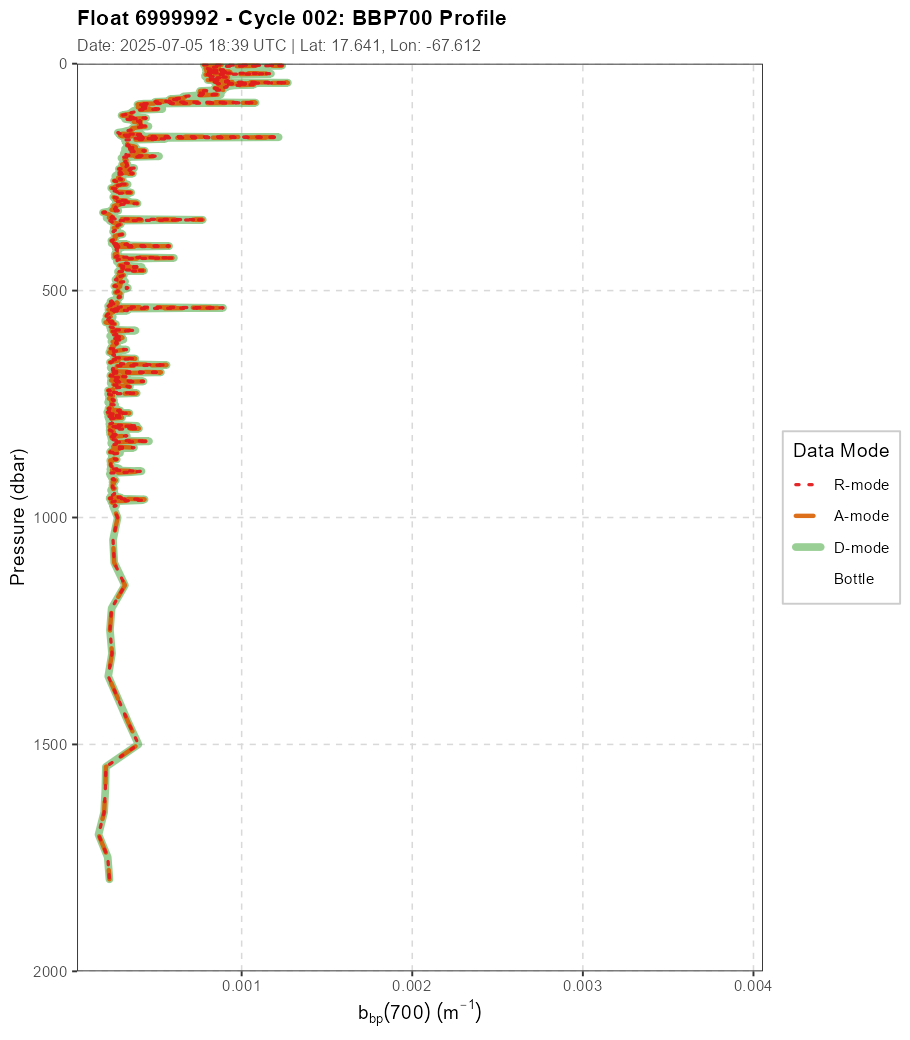 Float 6999992 - Cycle 002: BBP700 Profile
Date: 2025-07-05 18:39 UTC | Lat: 17.641, Lon: -67.612
0
500
1000
1500
2000
Pressure (dbar)
0.001
0.002
0.003
0.004
b_bp(700) (m⁻¹)
Data Mode
R-mode
A-mode
D-mode
Bottle